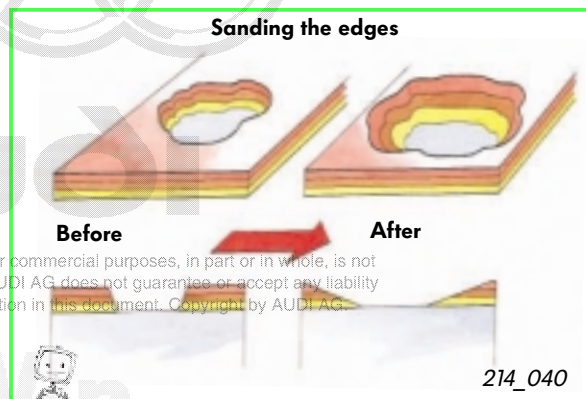 Sanding the edges
Before
After
r commercial purposes, in part or in whole, is not
UDI AG does not guarantee or accept any liability
tion in this document. Copyright by AUDI AG.
214_040